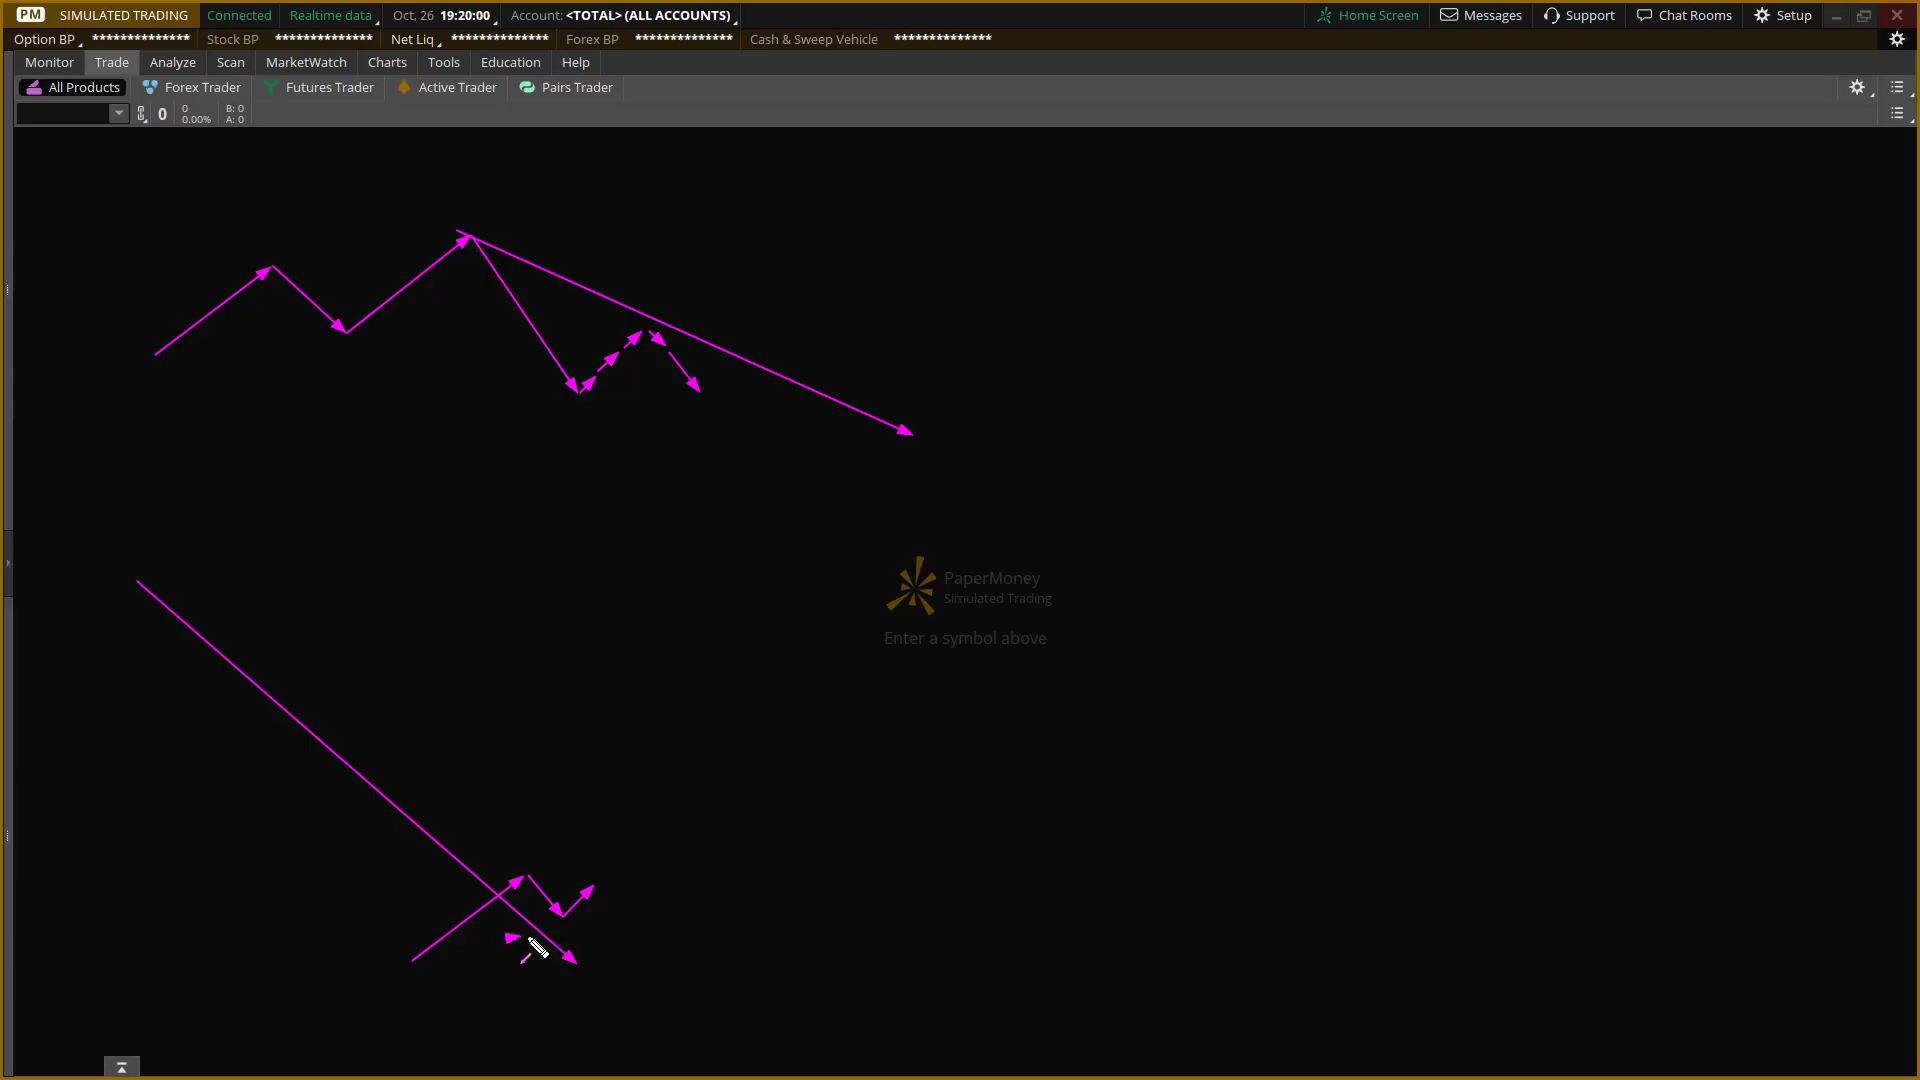 PM SIMULATED TRADING Connected Realtime data Oct, 26 19:20:00 Account: <TOTAL> (ALL ACCOUNTS) Home Screen Messages Support Chat Rooms Setup
Option BP ************** Stock BP ************** Net Liq ************** Forex BP ************** Cash & Sweep Vehicle **************
Monitor Trade Analyze Scan MarketWatch Charts Tools Education Help
All Products Forex Trader Futures Trader Active Trader Pairs Trader
0 0 B: 0
0.00% A: 0
PaperMoney
Simulated Trading
Enter a symbol above